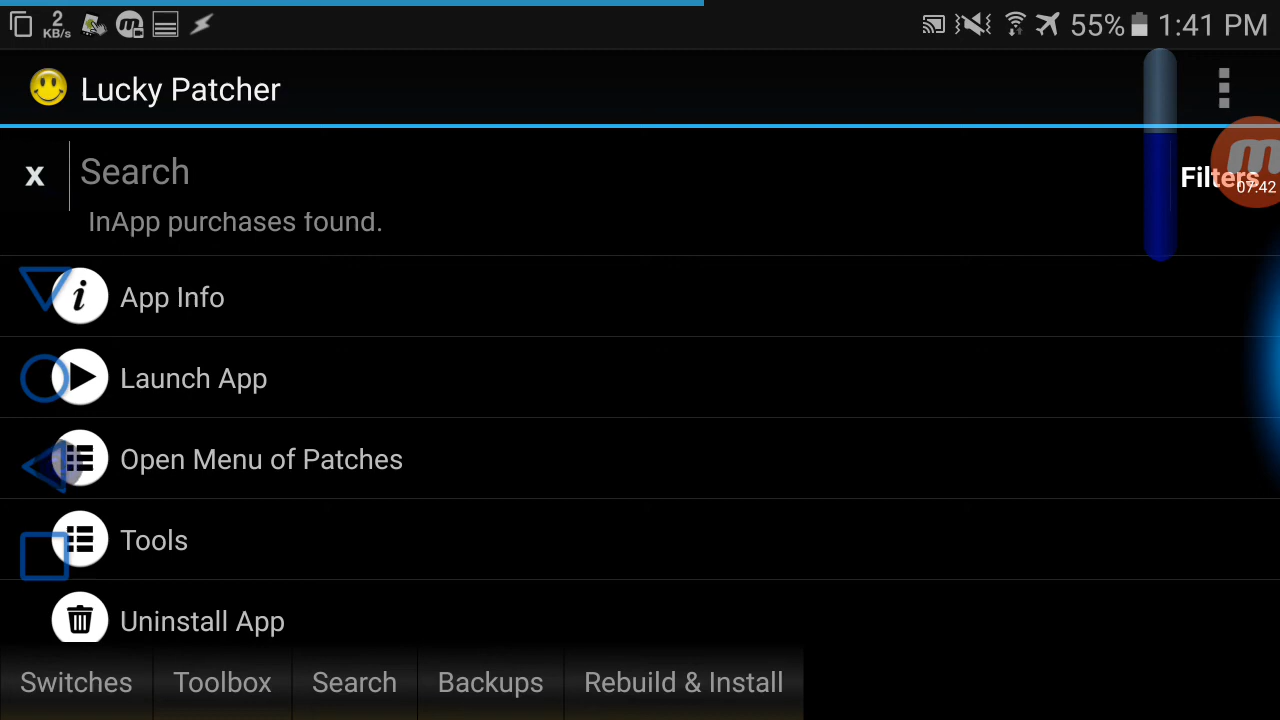 2 KB/s 55% 1:41 PM
Lucky Patcher
x Search Filters
07:42
InApp purchases found.
App Info
Launch App
Open Menu of Patches
Tools
Uninstall App
Switches Toolbox Search Backups Rebuild & Install